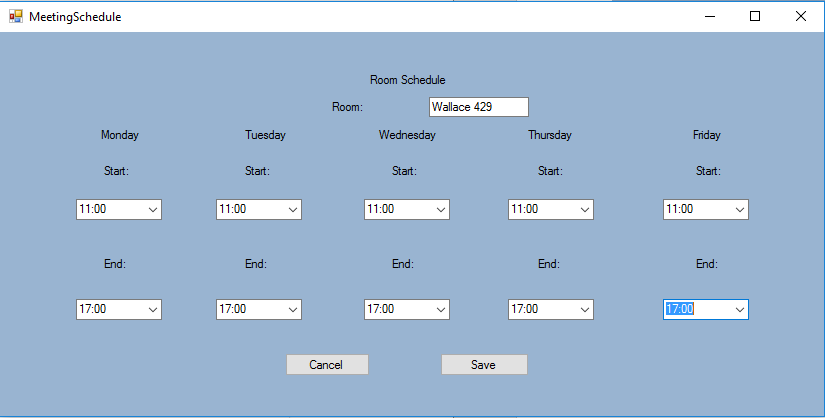 MeetingSchedule
Room Schedule
Room: Wallace 429
Monday Tuesday Wednesday Thursday Friday
Start: Start: Start: Start: Start:
11:00 11:00 11:00 11:00 11:00
End: End: End: End: End:
17:00 17:00 17:00 17:00 17:00
Cancel Save